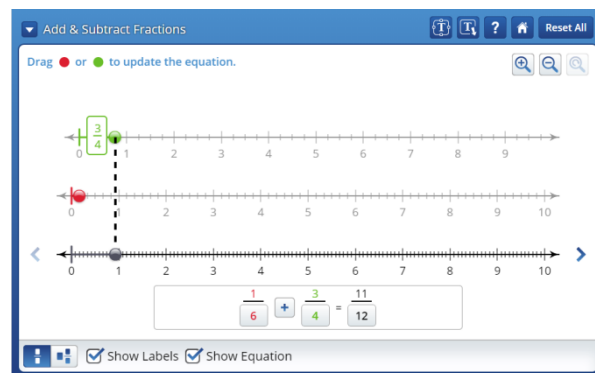 Add & Subtract Fractions
T T ? Reset All
Drag or to update the equation.
3
4
0 1 2 3 4 5 6 7 8 9
0 1 2 3 4 5 6 7 8 9 10
0 1 2 3 4 5 6 7 8 9 10
1 3 11
+ =
6 4 12
Show Labels Show Equation